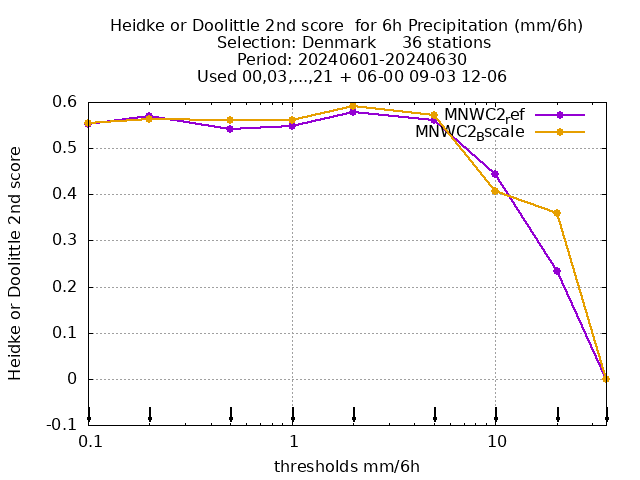 Heidke or Doolittle 2nd score  for 6h Precipitation (mm/6h)
Selection: Denmark     36 stations
Period: 20240601-20240630
Used 00,03,...,21 + 06-00 09-03 12-06
MNWC2ref
MNWC2Bscale
Heidke or Doolittle 2nd score
0.6
0.5
0.4
0.3
0.2
0.1
0
-0.1
0.1 1 10
thresholds mm/6h